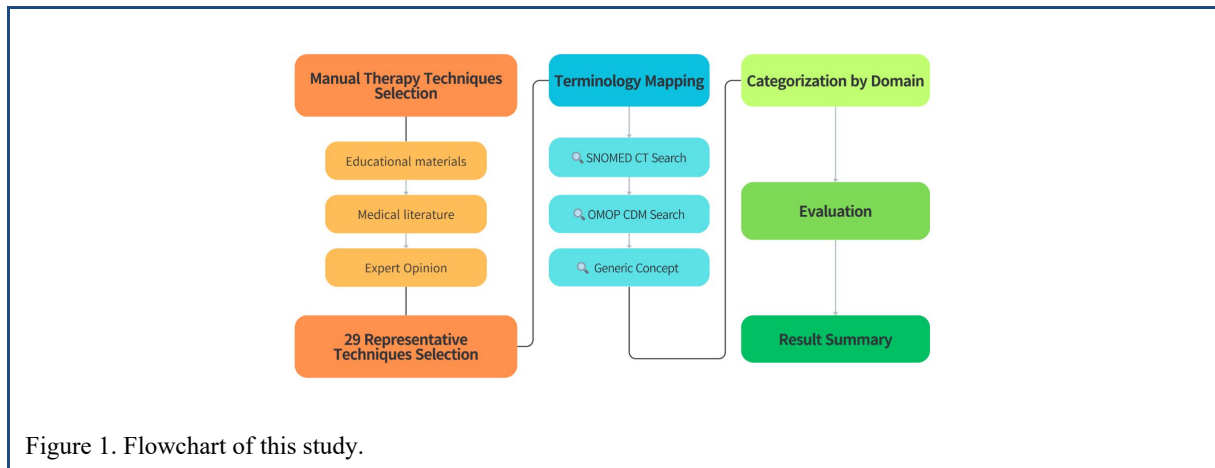 Manual Therapy Techniques
Selection
Educational materials
Medical literature
Expert Opinion
29 Representative
Techniques Selection
Terminology Mapping
SNOMED CT Search
OMOP CDM Search
Generic Concept
Categorization by Domain
Evaluation
Result Summary
Figure 1. Flowchart of this study.